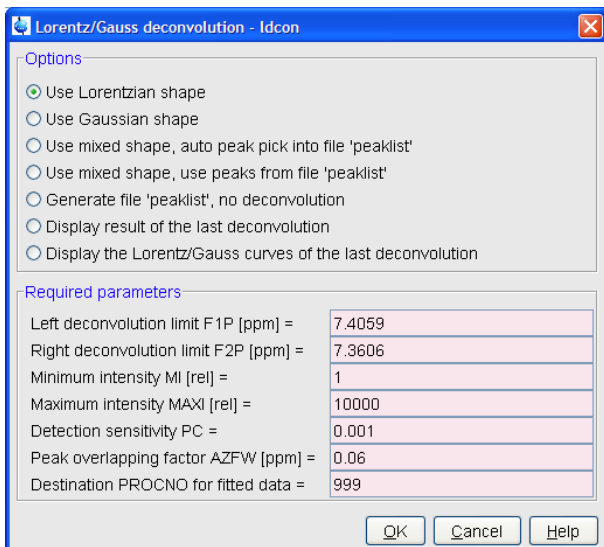 Lorentz/Gauss deconvolution - ldcon
Options
Use Lorentzian shape
Use Gaussian shape
Use mixed shape, auto peak pick into file 'peaklist'
Use mixed shape, use peaks from file 'peaklist'
Generate file 'peaklist', no deconvolution
Display result of the last deconvolution
Display the Lorentz/Gauss curves of the last deconvolution
Required parameters
Left deconvolution limit F1P [ppm] = 7.4059
Right deconvolution limit F2P [ppm] = 7.3606
Minimum intensity MI [rel] = 1
Maximum intensity MAXI [rel] = 10000
Detection sensitivity PC = 0.001
Peak overlapping factor AZFW [ppm] = 0.06
Destination PROCNO for fitted data = 999
OK Cancel Help